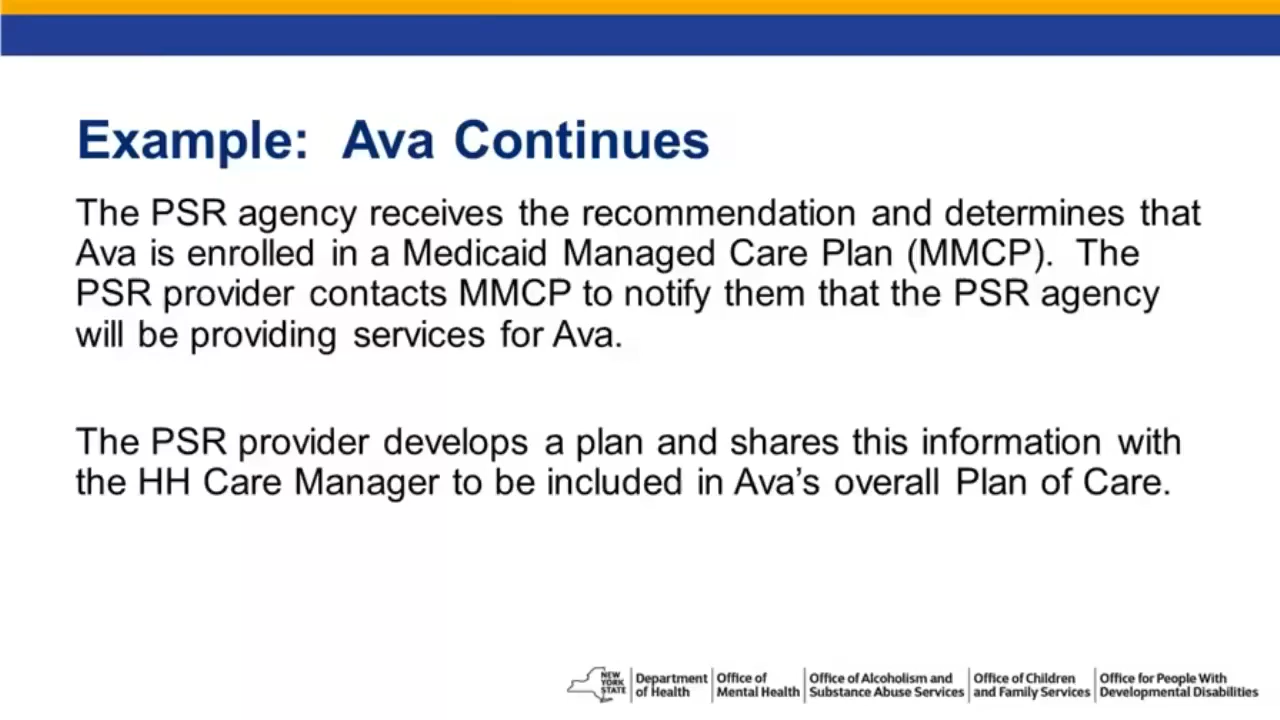 Example: Ava Continues
The PSR agency receives the recommendation and determines that
Ava is enrolled in a Medicaid Managed Care Plan (MMCP). The
PSR provider contacts MMCP to notify them that the PSR agency
will be providing services for Ava.
The PSR provider develops a plan and shares this information with
the HH Care Manager to be included in Ava’s overall Plan of Care.
NEW
YORK
STATE
Department
of Health
Office of
Mental Health
Office of Alcoholism and
Substance Abuse Services
Office of Children
and Family Services
Office for People With
Developmental Disabilities